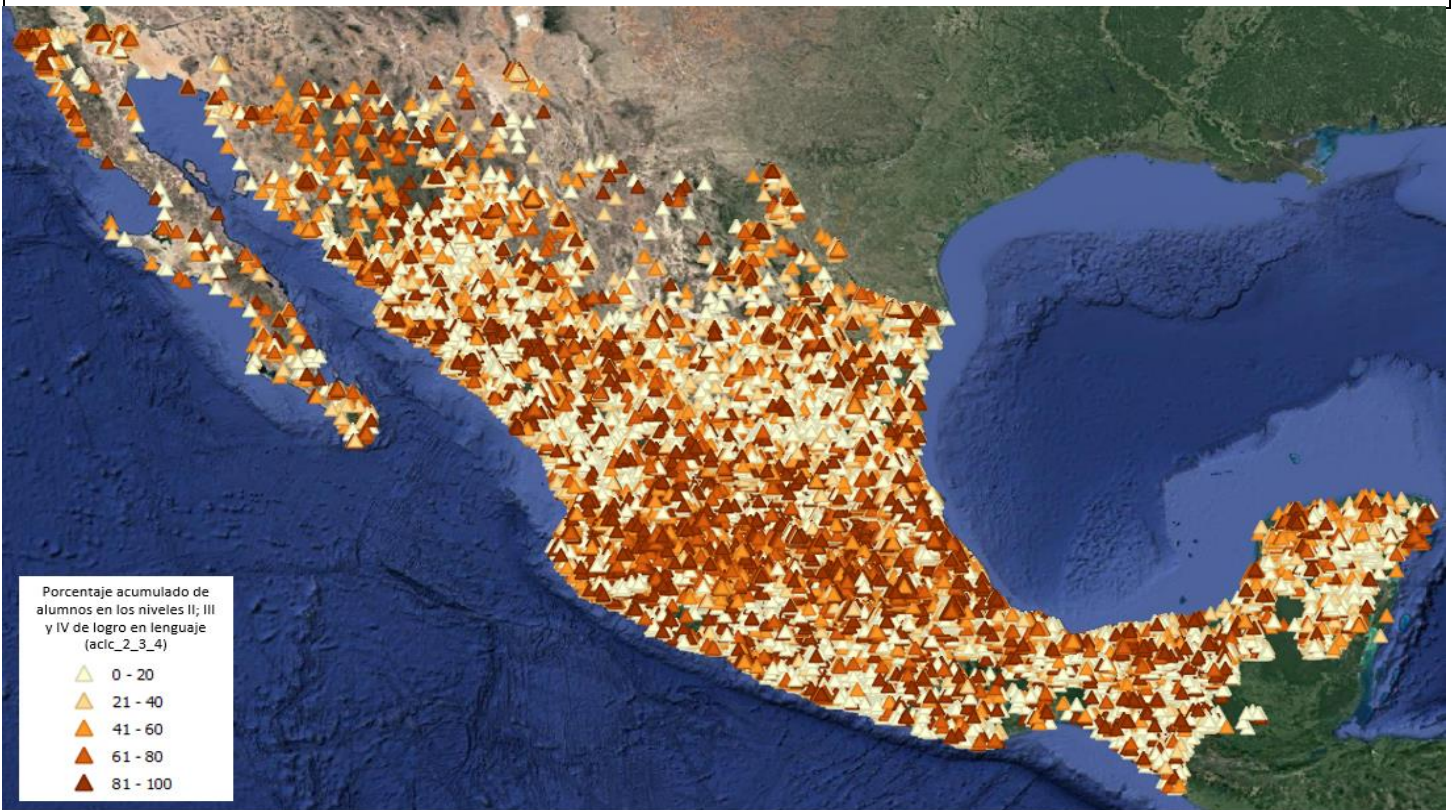 Porcentaje acumulado de
alumnos en los niveles II; III
y IV de logro en lenguaje
(aclc_2_3_4)
0 - 20
21 - 40
41 - 60
61 - 80
81 - 100